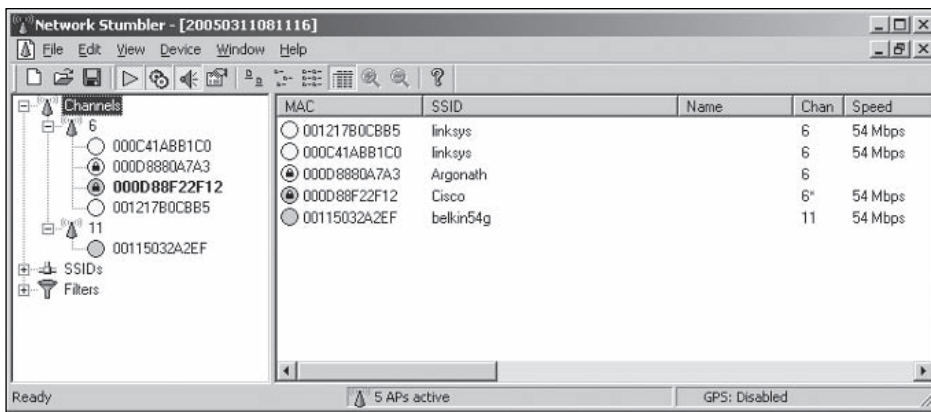 Network Stumbler - [20050311081116]
File Edit View Device Window Help
Channels
6
000C41ABB1C0
000D8880A7A3
000D88F22F12
001217B0CBB5
11
00115032A2EF
SSIDs
Filters
MAC SSID Name Chan Speed
001217B0CBB5 linksys 6 54 Mbps
000C41ABB1C0 linksys 6 54 Mbps
000D8880A7A3 Argonath 6
000D88F22F12 Cisco 6* 54 Mbps
00115032A2EF belkin54g 11 54 Mbps
Ready 5 APs active GPS: Disabled